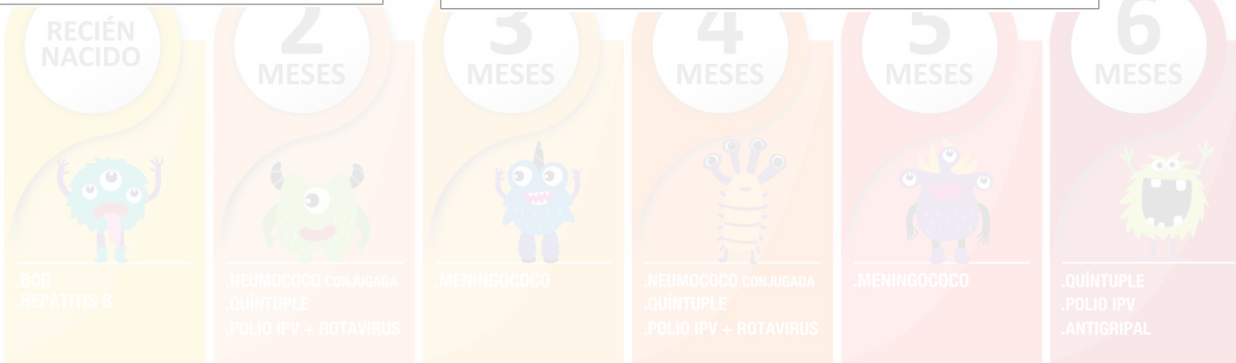 RECIÉN
NACIDO
.BCG
.HEPATITIS B
2
MESES
.NEUMOCOCO CONJUGADA
.QUÍNTUPLE
.POLIO IPV + ROTAVIRUS
3
MESES
.MENINGOCOCO
4
MESES
.NEUMOCOCO CONJUGADA
.QUÍNTUPLE
.POLIO IPV + ROTAVIRUS
5
MESES
.MENINGOCOCO
6
MESES
.QUÍNTUPLE
.POLIO IPV
.ANTIGRIPAL